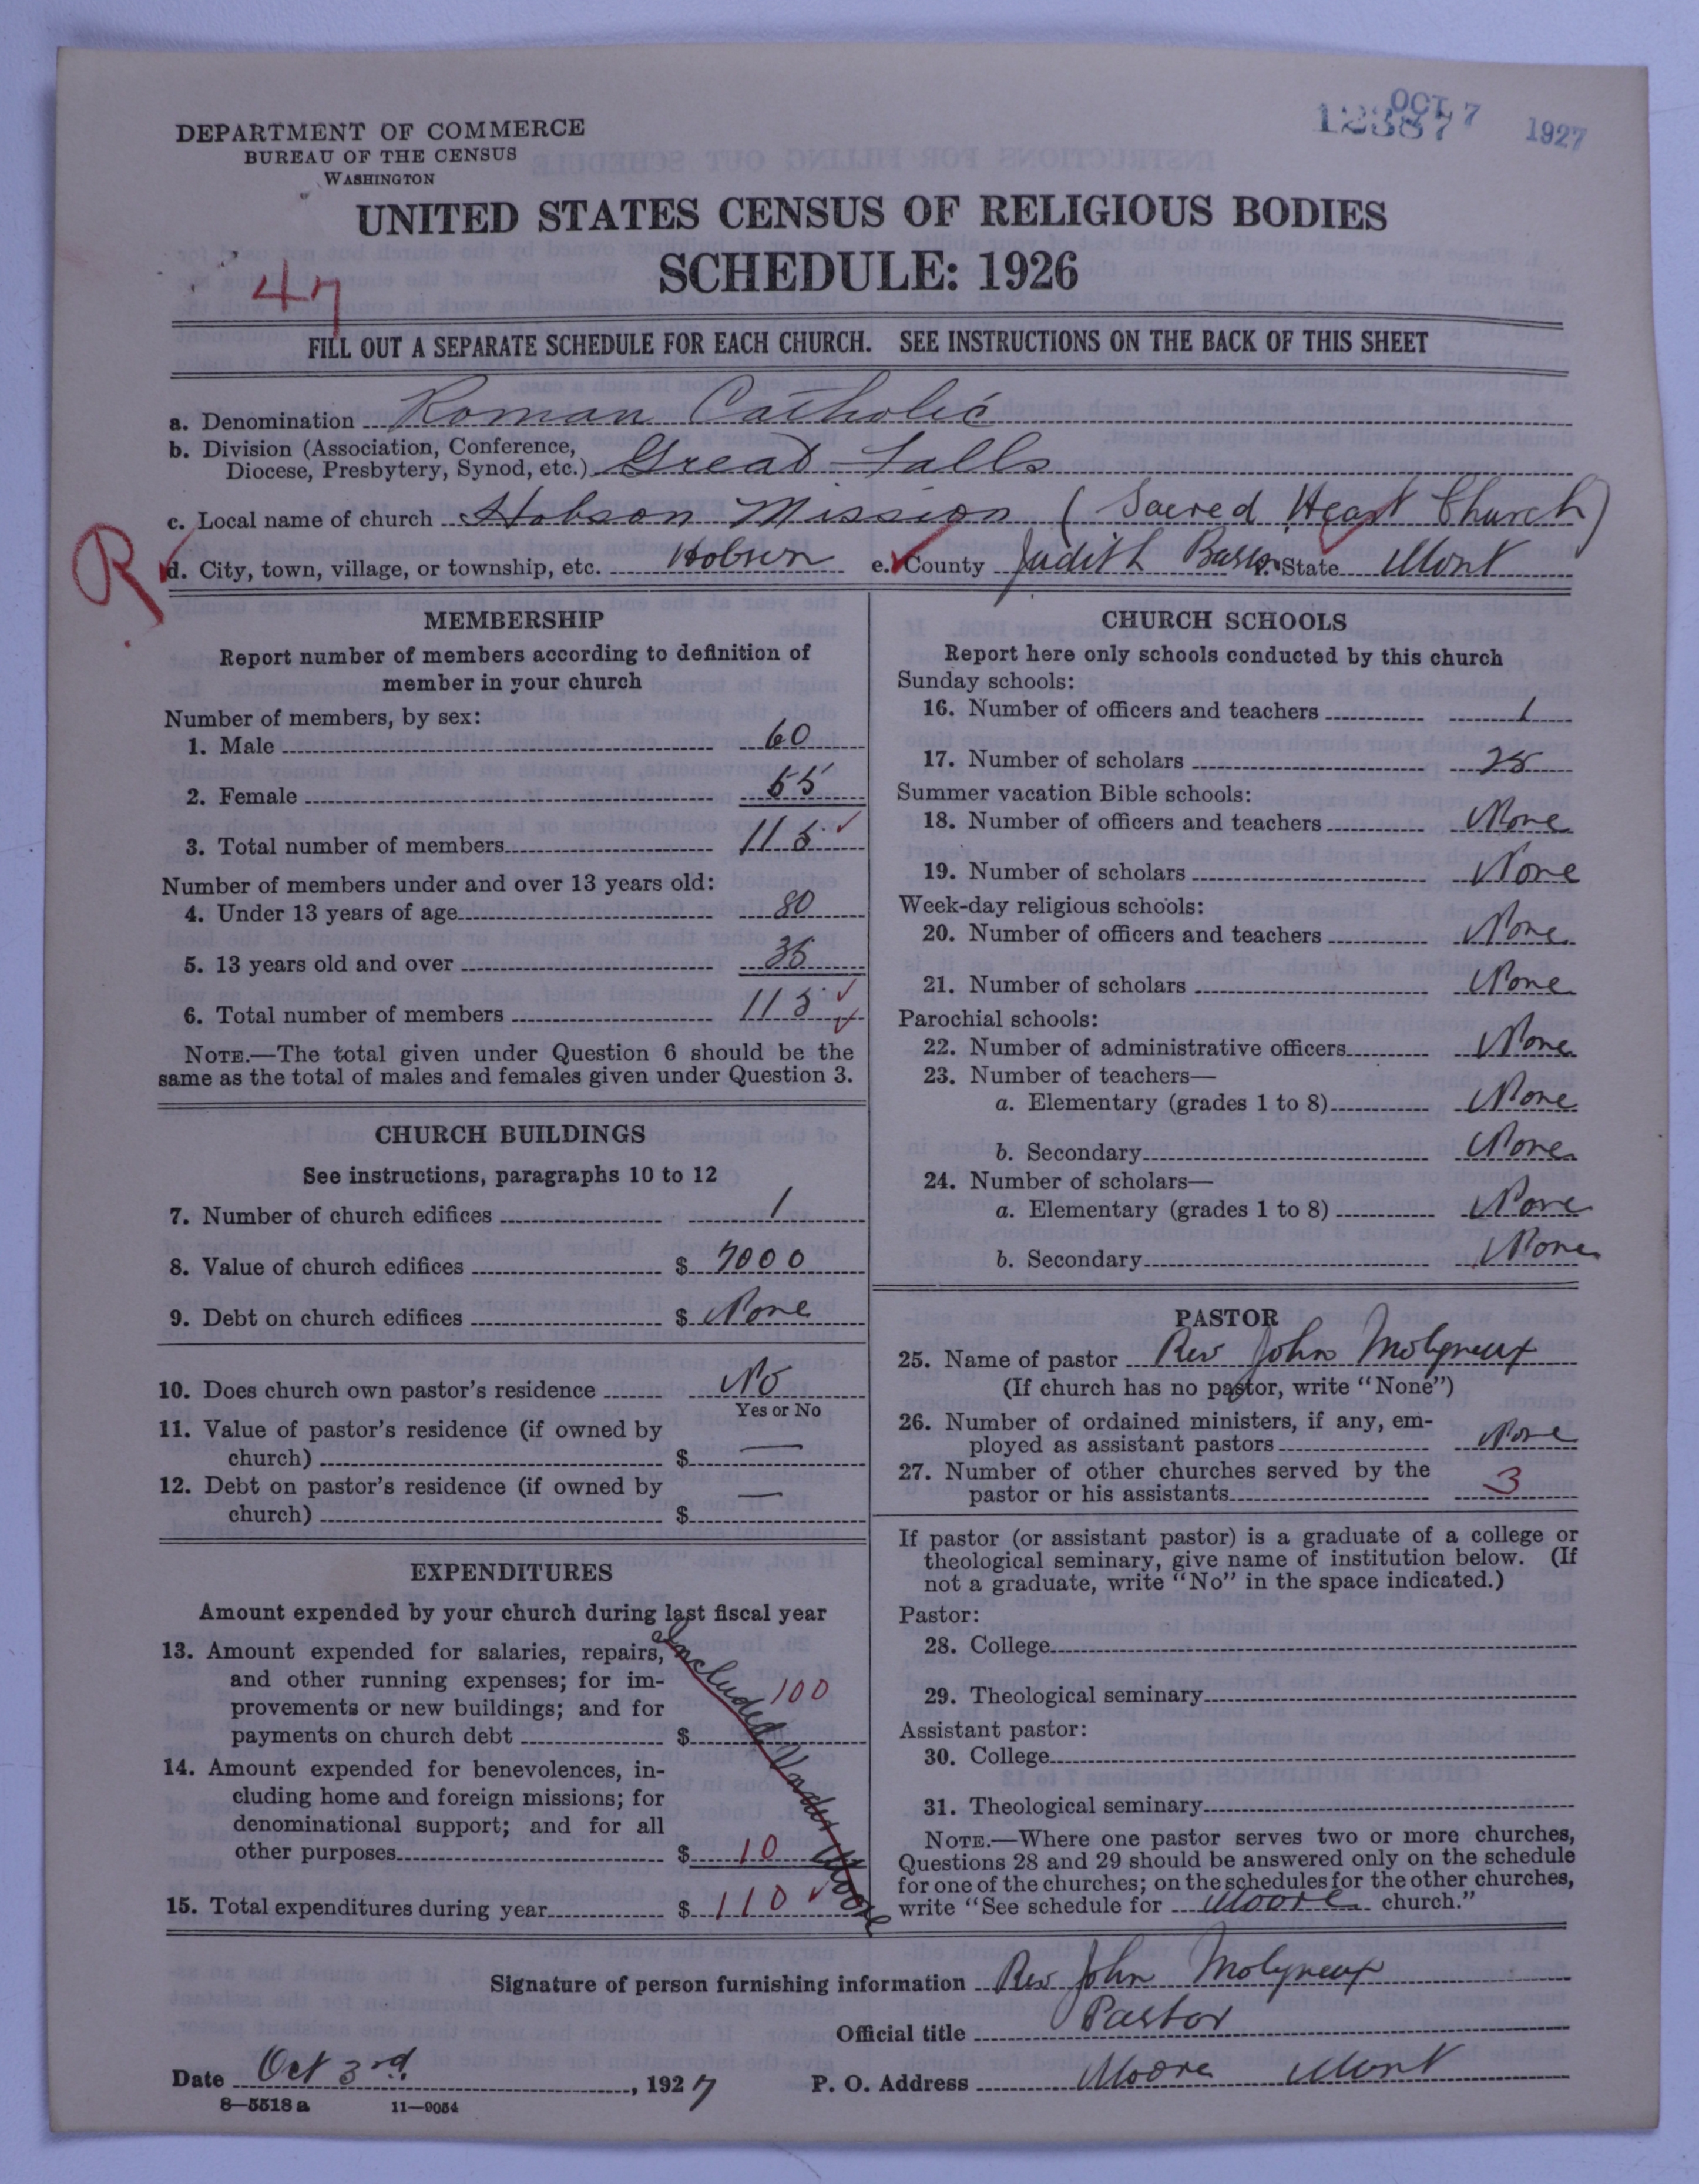 OCT 7 1927
DEPARTMENT OF COMMERCE
BUREAU OF THE CENSUS
WASHINGTON
UNITED STATES CENSUS OF RELIGIOUS BODIES
SCHEDULE: 1926
47
FILL OUT A SEPARATE SCHEDULE FOR EACH CHURCH. SEE INSTRUCTIONS ON THE BACK OF THIS SHEET
a. Denomination Roman Catholic
b. Division (Association, Conference,
Diocese, Presbytery, Synod, etc.) Great Falls
c. Local name of church Hobson Mission (Sacred Heart Church)
R
d. City, town, village, or township, etc. Hobson e. County Judith Basin f. State Mont
MEMBERSHIP
Report number of members according to definition of
member in your church
Number of members, by sex:
1. Male 60
2. Female 55
3. Total number of members 115 ✓
Number of members under and over 13 years old:
4. Under 13 years of age 80
5. 13 years old and over 35
6. Total number of members 115 ✓
NOTE.—The total given under Question 6 should be the
same as the total of males and females given under Question 3.
CHURCH BUILDINGS
See instructions, paragraphs 10 to 12
7. Number of church edifices 1
8. Value of church edifices $ 7000
9. Debt on church edifices $ None
10. Does church own pastor's residence No
Yes or No
11. Value of pastor's residence (if owned by
church) $ —
12. Debt on pastor's residence (if owned by
church) $ —
EXPENDITURES
Amount expended by your church during last fiscal year
13. Amount expended for salaries, repairs,
and other running expenses; for im-
provements or new buildings; and for
payments on church debt $ 100
14. Amount expended for benevolences, in-
cluding home and foreign missions; for
denominational support; and for all
other purposes $ 10
15. Total expenditures during year $ 110 ✓
Included Under Moore
CHURCH SCHOOLS
Report here only schools conducted by this church
Sunday schools:
16. Number of officers and teachers 1
17. Number of scholars 25
Summer vacation Bible schools:
18. Number of officers and teachers None
19. Number of scholars None
Week-day religious schools:
20. Number of officers and teachers None
21. Number of scholars None
Parochial schools:
22. Number of administrative officers None
23. Number of teachers—
a. Elementary (grades 1 to 8) None
b. Secondary None
24. Number of scholars—
a. Elementary (grades 1 to 8) None
b. Secondary None
PASTOR
25. Name of pastor Rev John Molyneux
(If church has no pastor, write "None")
26. Number of ordained ministers, if any, em-
ployed as assistant pastors None
27. Number of other churches served by the
pastor or his assistants 3
If pastor (or assistant pastor) is a graduate of a college or
theological seminary, give name of institution below. (If
not a graduate, write "No" in the space indicated.)
Pastor:
28. College
29. Theological seminary
Assistant pastor:
30. College
31. Theological seminary
NOTE.—Where one pastor serves two or more churches,
Questions 28 and 29 should be answered only on the schedule
for one of the churches; on the schedules for the other churches,
write "See schedule for Moore church."
Signature of person furnishing information Rev John Molyneux
Official title Pastor
Date Oct 3rd, 1927 P. O. Address Moore Mont
8—5518 a 11—9054